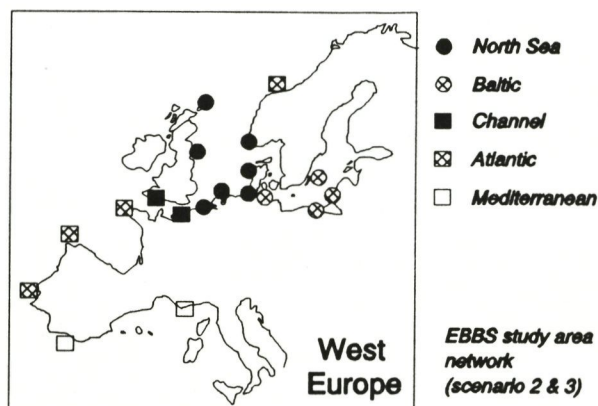 North Sea
Baltic
Channel
Atlantic
Mediterranean
West
Europe
EBBS study area
network
(scenario 2 & 3)